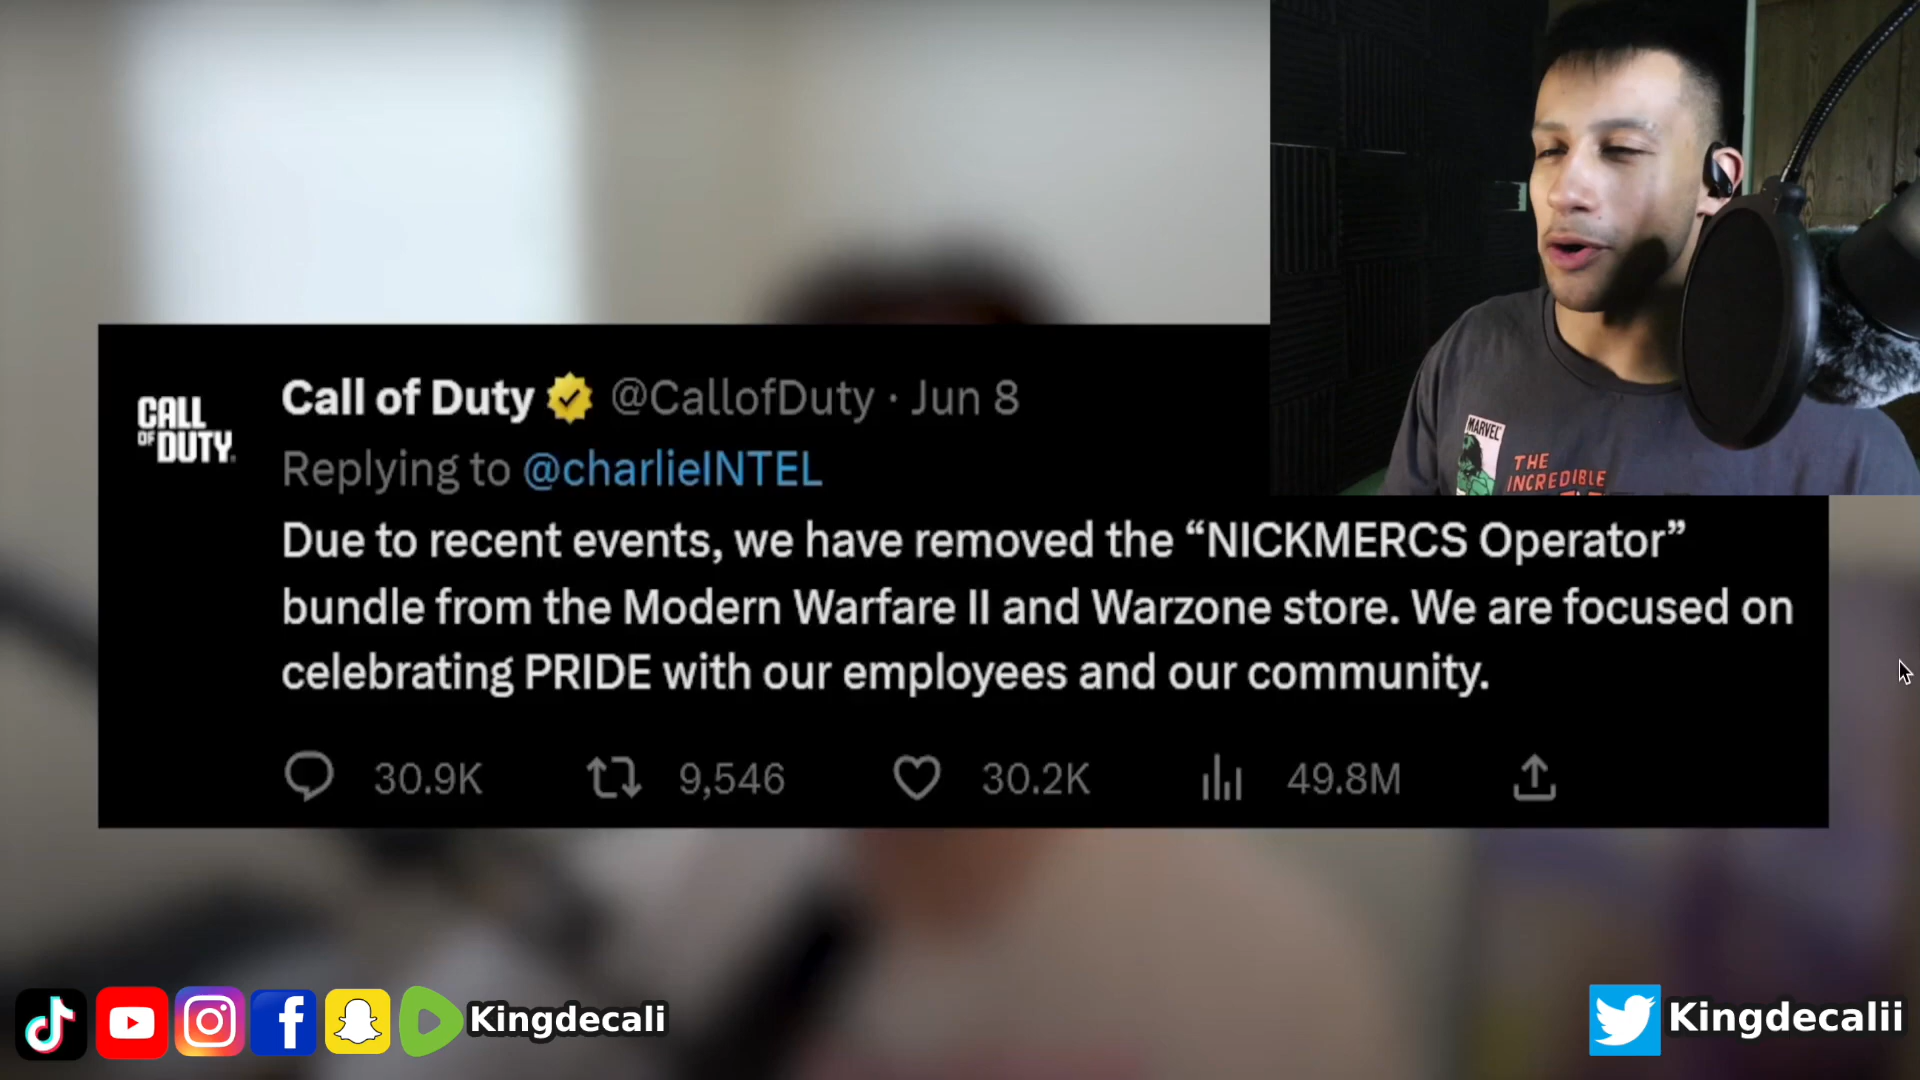 CALL
OF DUTY
Call of Duty @CallofDuty · Jun 8
Replying to @charlieINTEL
Due to recent events, we have removed the “NICKMERCS Operator”
bundle from the Modern Warfare II and Warzone store. We are focused on
celebrating PRIDE with our employees and our community.
30.9K 9,546 30.2K 49.8M
MARVEL
THE
INCREDIBLE
Kingdecali
Kingdecalii